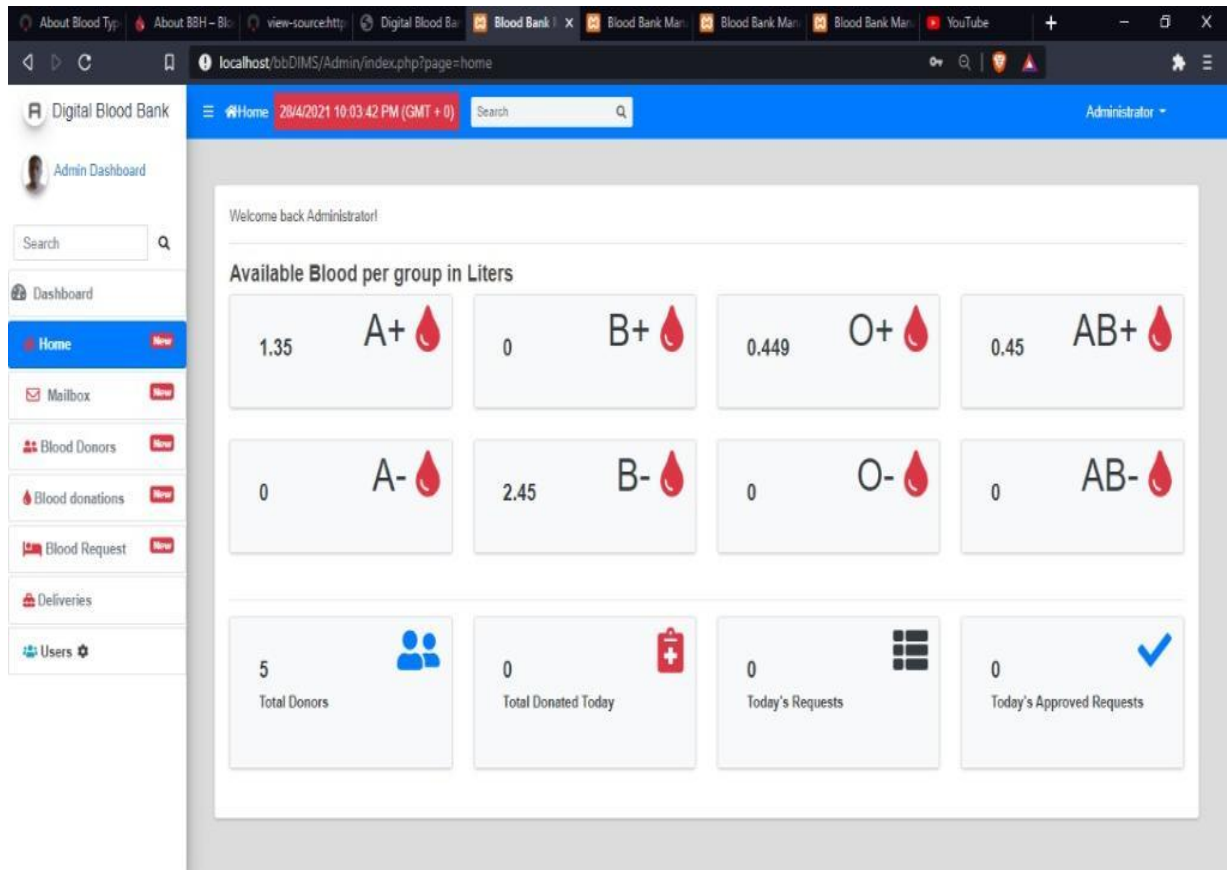 About Blood Typ
About BBH – Blo
view-source:http
Digital Blood Ba
Blood Bank
Blood Bank Man
Blood Bank Man
Blood Bank Man
YouTube
localhost/bbDIMS/Admin/index.php?page=home
Digital Blood Bank
Home
28/4/2021 10:03:42 PM (GMT + 0)
Search
Administrator
Admin Dashboard
Search
Dashboard
Home New
Mailbox New
Blood Donors New
Blood donations New
Blood Request New
Deliveries
Users
Welcome back Administrator!
Available Blood per group in Liters
1.35 A+
0 B+
0.449 O+
0.45 AB+
0 A-
2.45 B-
0 O-
0 AB-
5
Total Donors
0
Total Donated Today
0
Today's Requests
0
Today's Approved Requests